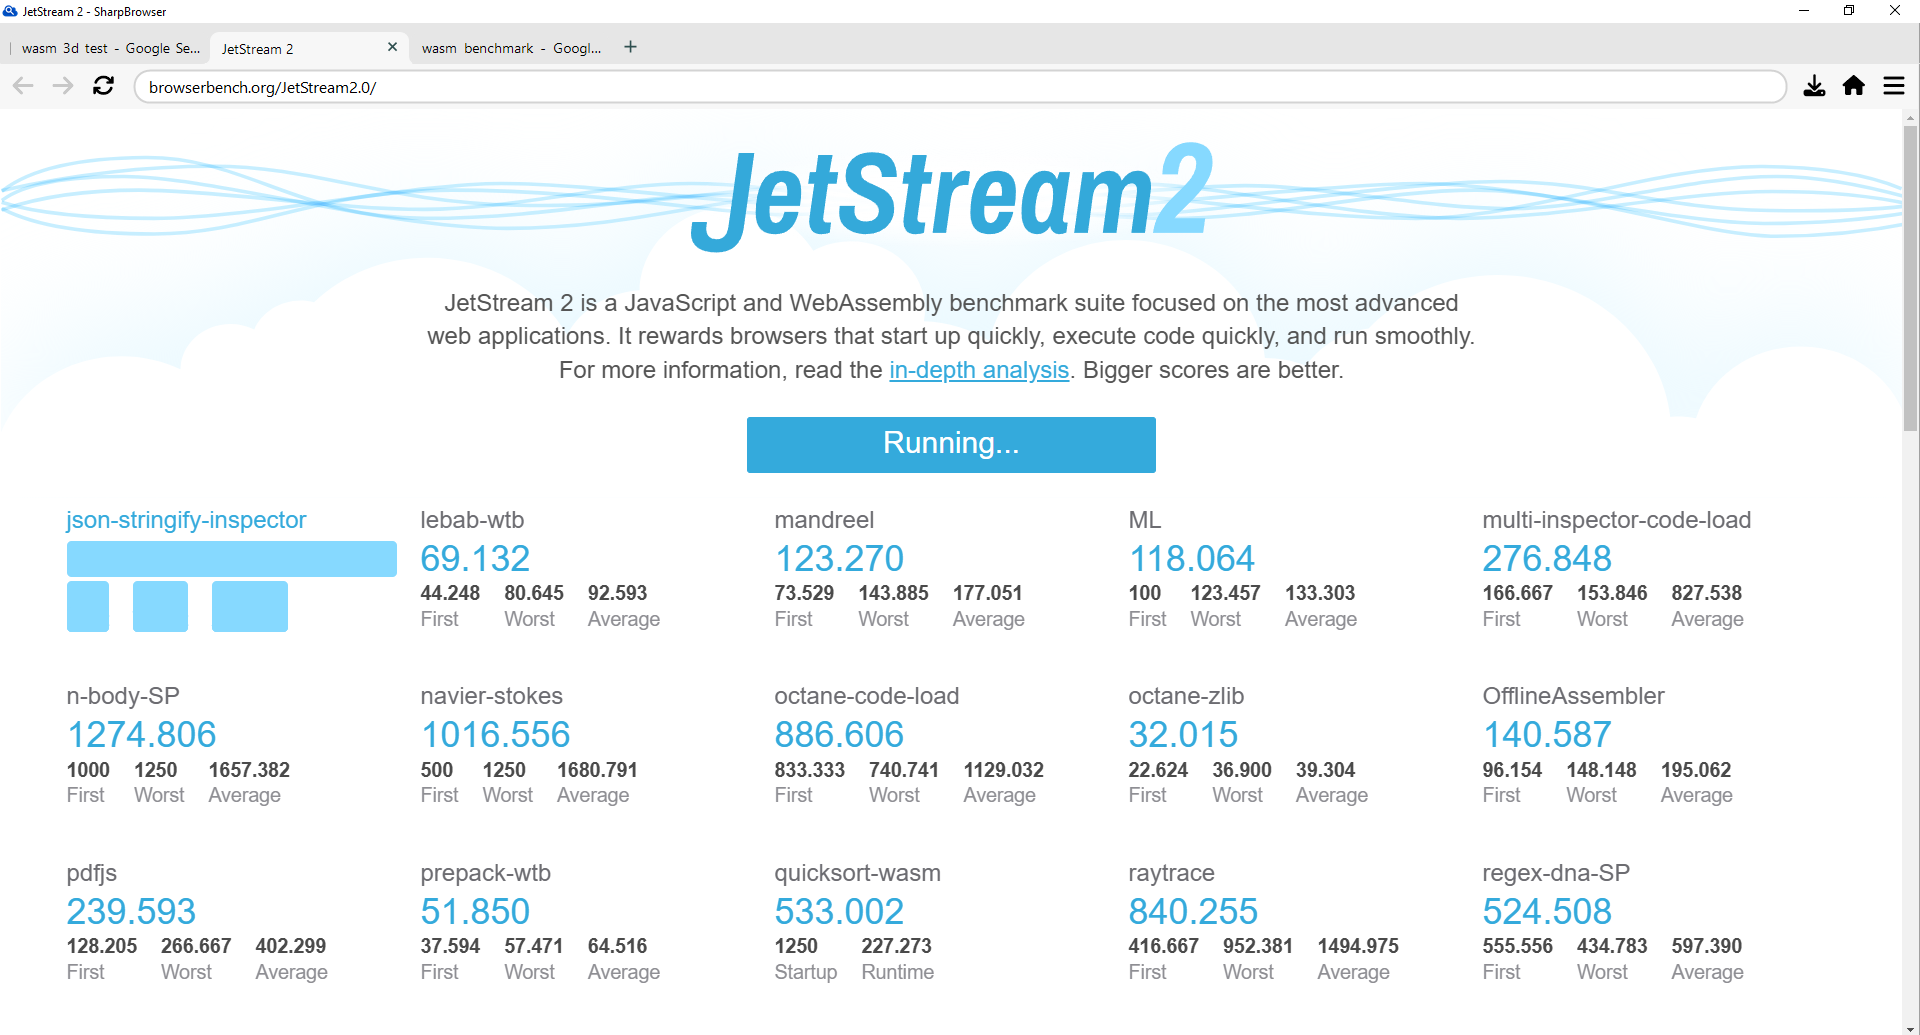 JetStream 2 - SharpBrowser
wasm 3d test - Google Se...
JetStream 2
wasm benchmark - Googl...
browserbench.org/JetStream2.0/
JetStream2
JetStream 2 is a JavaScript and WebAssembly benchmark suite focused on the most advanced
web applications. It rewards browsers that start up quickly, execute code quickly, and run smoothly.
For more information, read the in-depth analysis. Bigger scores are better.
Running...
json-stringify-inspector
lebab-wtb
69.132
44.248 80.645 92.593
First Worst Average
mandreel
123.270
73.529 143.885 177.051
First Worst Average
ML
118.064
100 123.457 133.303
First Worst Average
multi-inspector-code-load
276.848
166.667 153.846 827.538
First Worst Average
n-body-SP
1274.806
1000 1250 1657.382
First Worst Average
navier-stokes
1016.556
500 1250 1680.791
First Worst Average
octane-code-load
886.606
833.333 740.741 1129.032
First Worst Average
octane-zlib
32.015
22.624 36.900 39.304
First Worst Average
OfflineAssembler
140.587
96.154 148.148 195.062
First Worst Average
pdfjs
239.593
128.205 266.667 402.299
First Worst Average
prepack-wtb
51.850
37.594 57.471 64.516
First Worst Average
quicksort-wasm
533.002
1250 227.273
Startup Runtime
raytrace
840.255
416.667 952.381 1494.975
First Worst Average
regex-dna-SP
524.508
555.556 434.783 597.390
First Worst Average